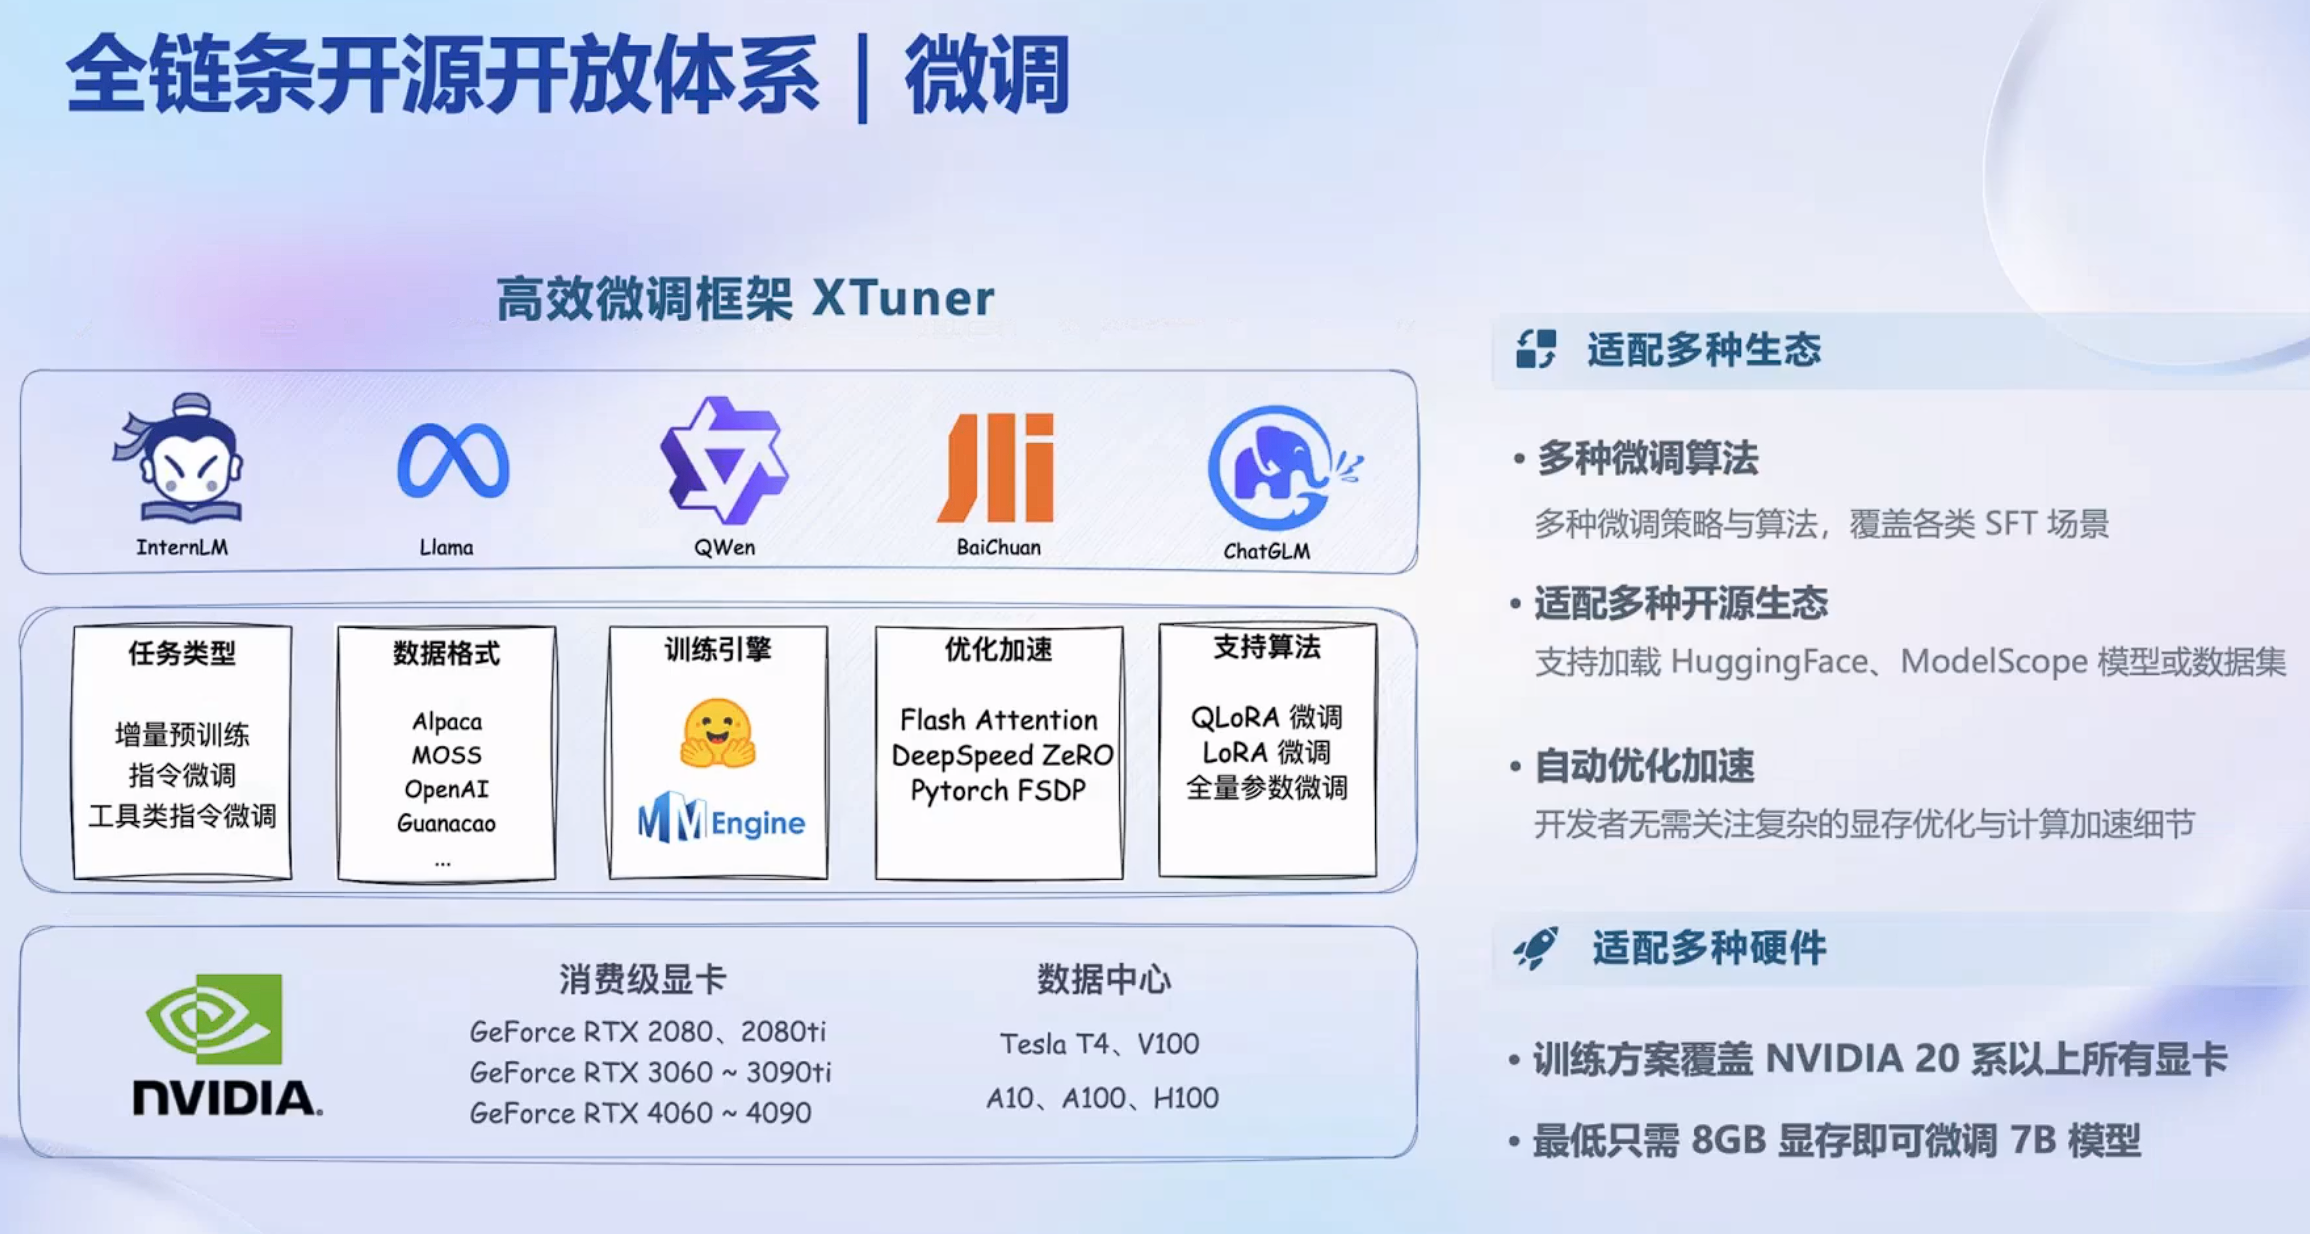 全链条开源开放体系 | 微调
高效微调框架 XTuner
InternLM
Llama
QWen
BaiChuan
ChatGLM
任务类型
增量预训练
指令微调
工具类指令微调
数据格式
Alpaca
MOSS
OpenAI
Guanacao
...
训练引擎
MMEngine
优化加速
Flash Attention
DeepSpeed ZeRO
Pytorch FSDP
支持算法
QLoRA 微调
LoRA 微调
全量参数微调
NVIDIA.
消费级显卡
GeForce RTX 2080、2080ti
GeForce RTX 3060 ~ 3090ti
GeForce RTX 4060 ~ 4090
数据中心
Tesla T4、V100
A10、A100、H100
适配多种生态
• 多种微调算法
多种微调策略与算法，覆盖各类 SFT 场景
• 适配多种开源生态
支持加载 HuggingFace、ModelScope 模型或数据集
• 自动优化加速
开发者无需关注复杂的显存优化与计算加速细节
适配多种硬件
• 训练方案覆盖 NVIDIA 20 系以上所有显卡
• 最低只需 8GB 显存即可微调 7B 模型